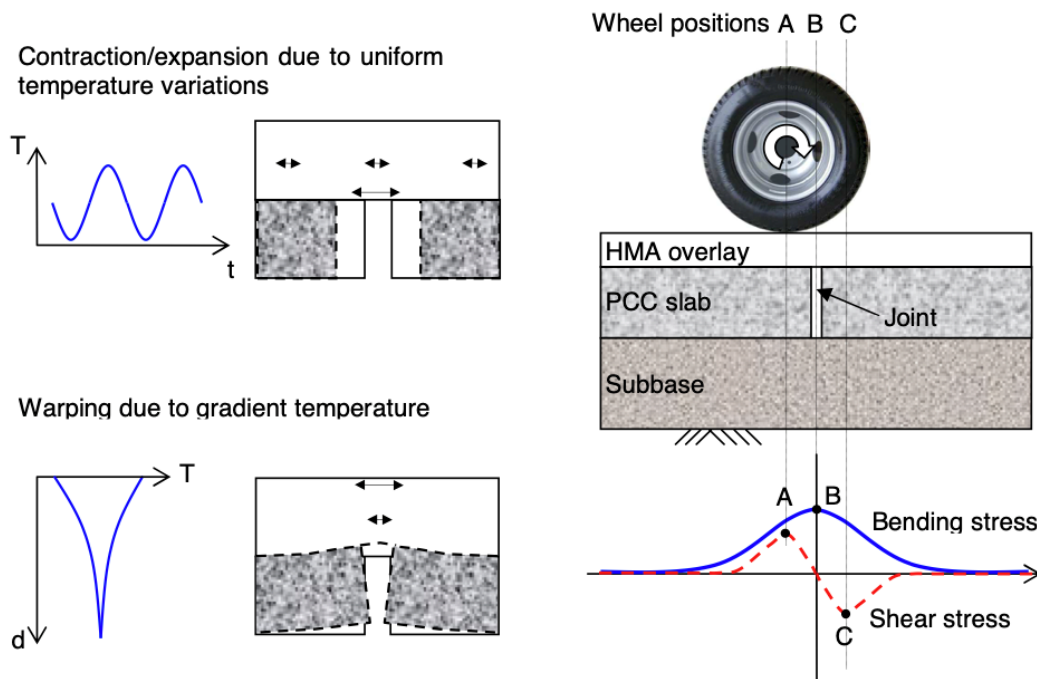 Contraction/expansion due to uniform
temperature variations
T
t
Warping due to gradient temperature
T
d
Wheel positions A B C
HMA overlay
PCC slab
Joint
Subbase
A
B
Bending stress
Shear stress
C